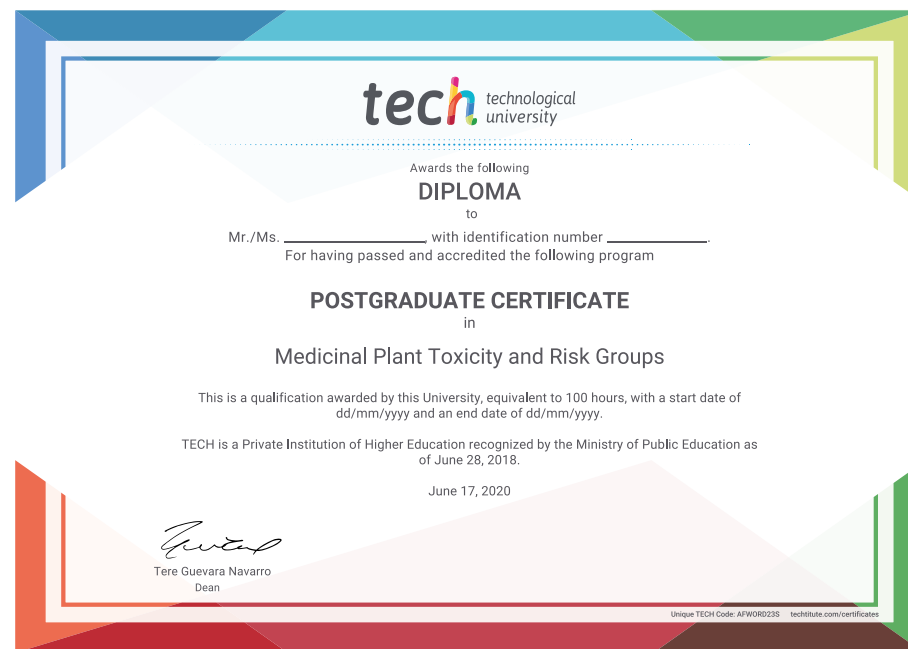 tech technological
university
Awards the following
DIPLOMA
to
Mr./Ms. ____________, with identification number ____________.
For having passed and accredited the following program
POSTGRADUATE CERTIFICATE
in
Medicinal Plant Toxicity and Risk Groups
This is a qualification awarded by this University, equivalent to 100 hours, with a start date of
dd/mm/yyyy and an end date of dd/mm/yyyy.
TECH is a Private Institution of Higher Education recognized by the Ministry of Public Education as
of June 28, 2018.
June 17, 2020
Tere Guevara Navarro
Dean
Unique TECH Code: AFWORD23S techtitute.com/certificates